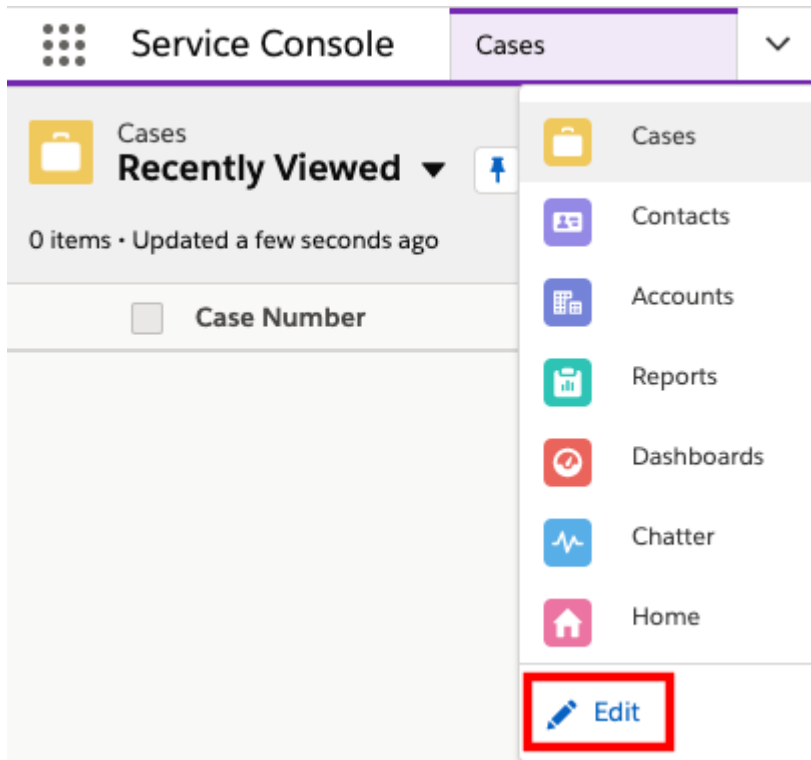 Service Console
Cases
Cases
Recently Viewed
0 items • Updated a few seconds ago
Case Number
Cases
Contacts
Accounts
Reports
Dashboards
Chatter
Home
Edit